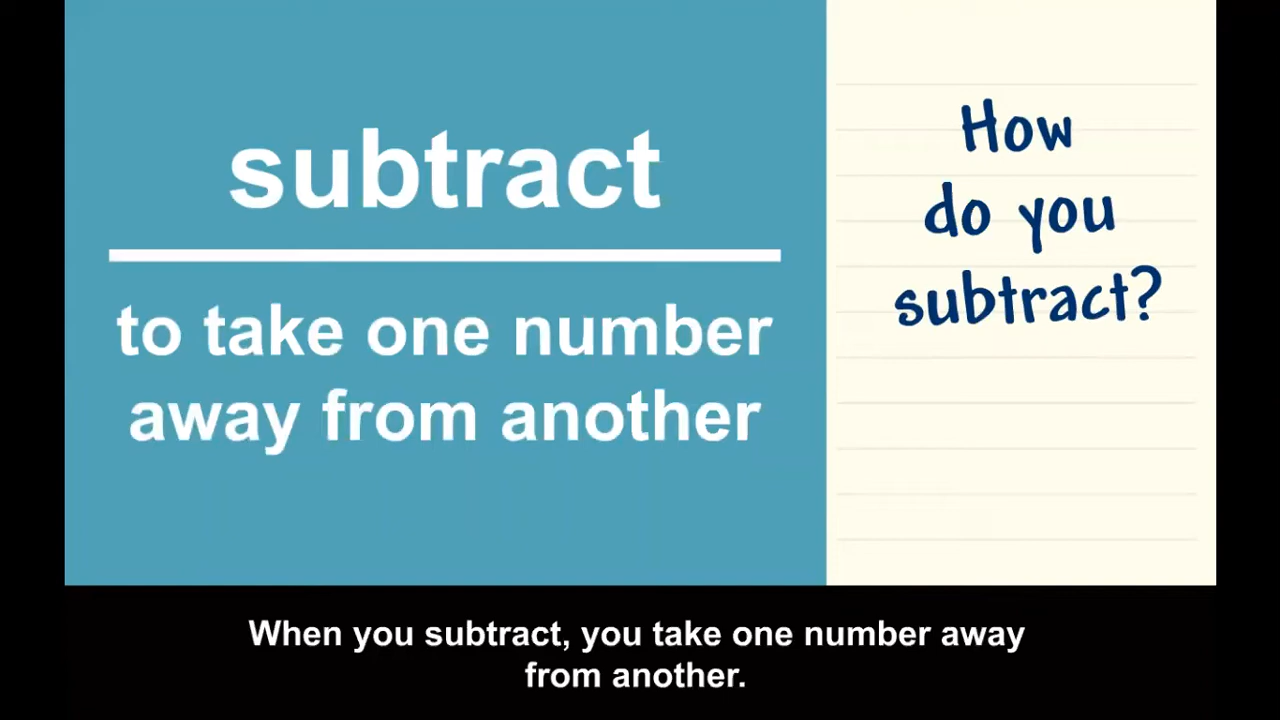 subtract
to take one number
away from another
How
do you
subtract?
When you subtract, you take one number away
from another.